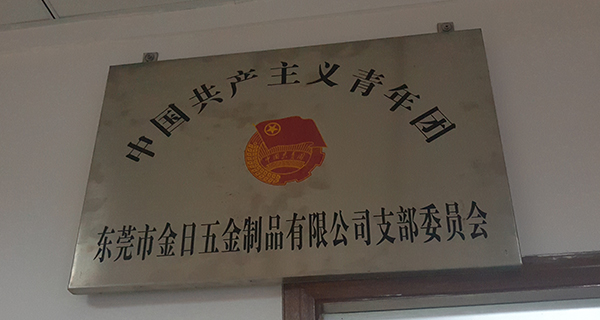 中国共产主义青年团
东莞市金日五金制品有限公司支部委员会